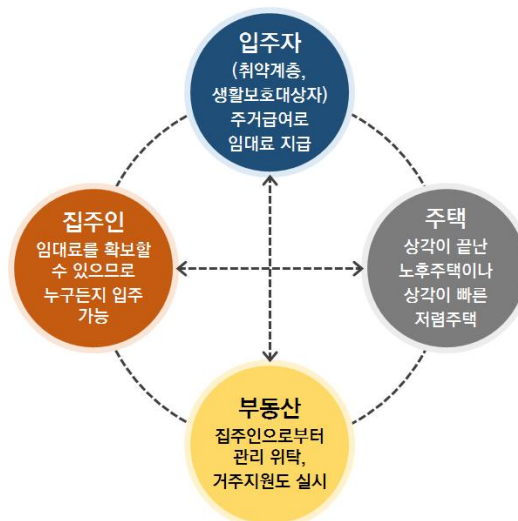 입주자
(취약계층,
생활보호대상자)
주거급여로
임대료 지급
집주인
임대료를 확보할
수 있으므로
누구든지 입주
가능
주택
상각이 끝난
노후주택이나
상각이 빠른
저렴주택
부동산
집주인으로부터
관리 위탁,
거주지원도 실시